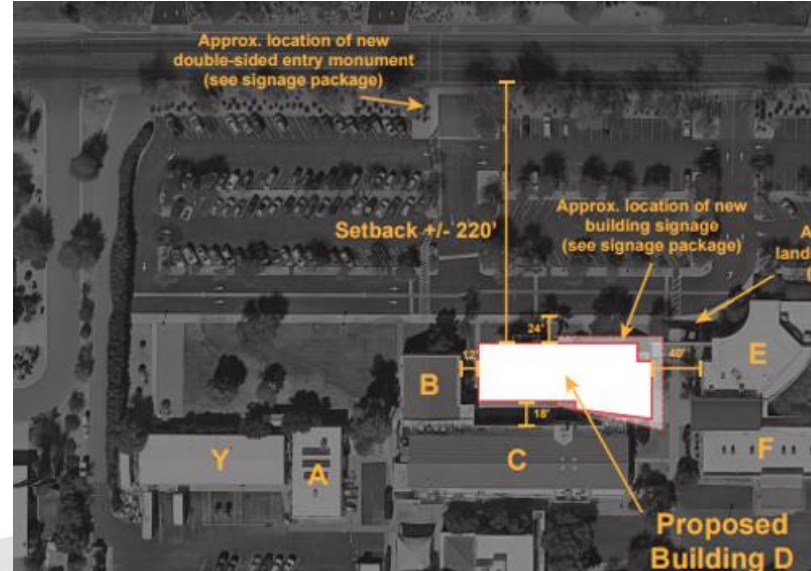 Approx. location of new
double-sided entry monument
(see signage package)
Setback +/- 220'
Approx. location of new
building signage
(see signage package)
A
land
24'
12'
40'
18'
B
E
Y
A
C
F
Proposed
Building D